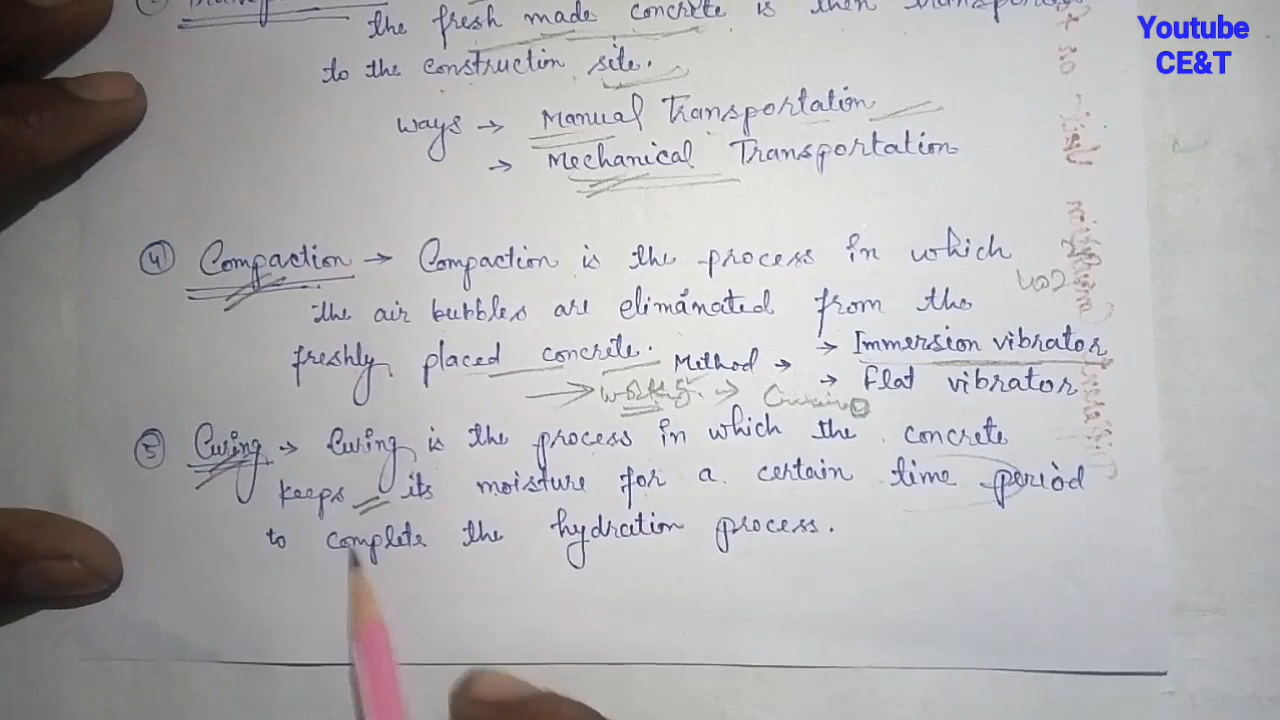 the fresh made concrete is then
to the construction site.
ways → Manual Transportation
→ Mechanical Transportation
④ Compaction → Compaction is the process in which
the air bubbles are elimánated from the
freshly placed concrete. Method → → Immersion vibrator
→ Flat vibrator
⑤ Curing → Curing is the process in which the concrete
keeps its moisture for a certain time period
to complete the hydration process.
Youtube
CE&T